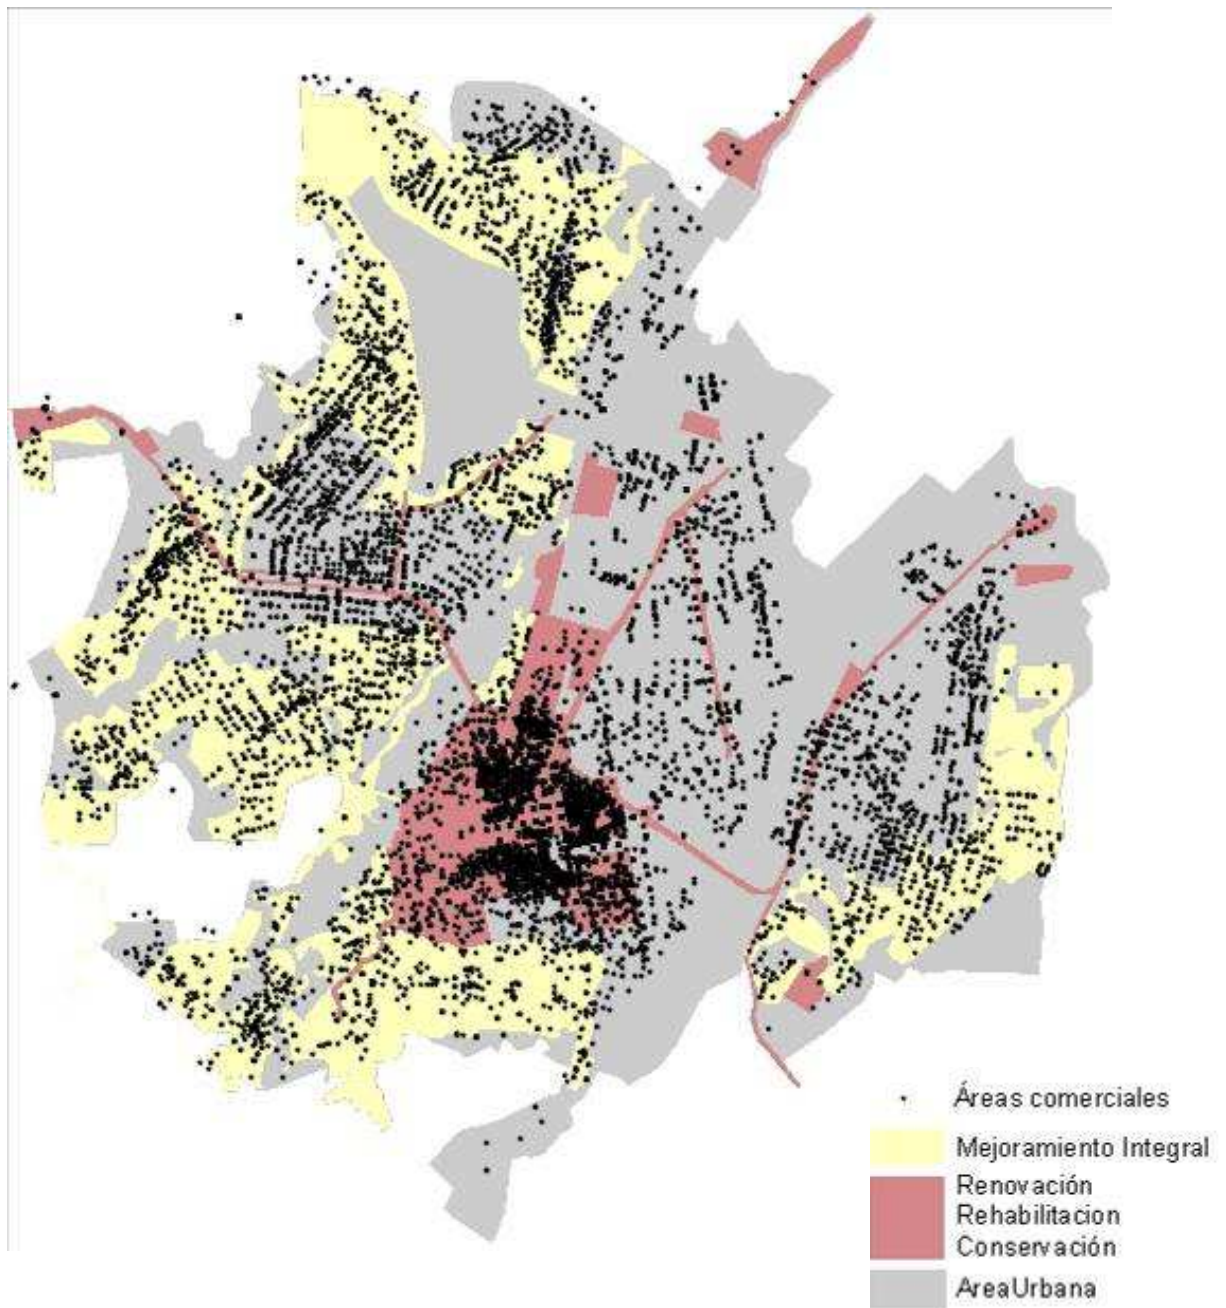 Áreas comerciales
Mejoramiento Integral
Renovación
Rehabilitacion
Conservación
AreaUrbana